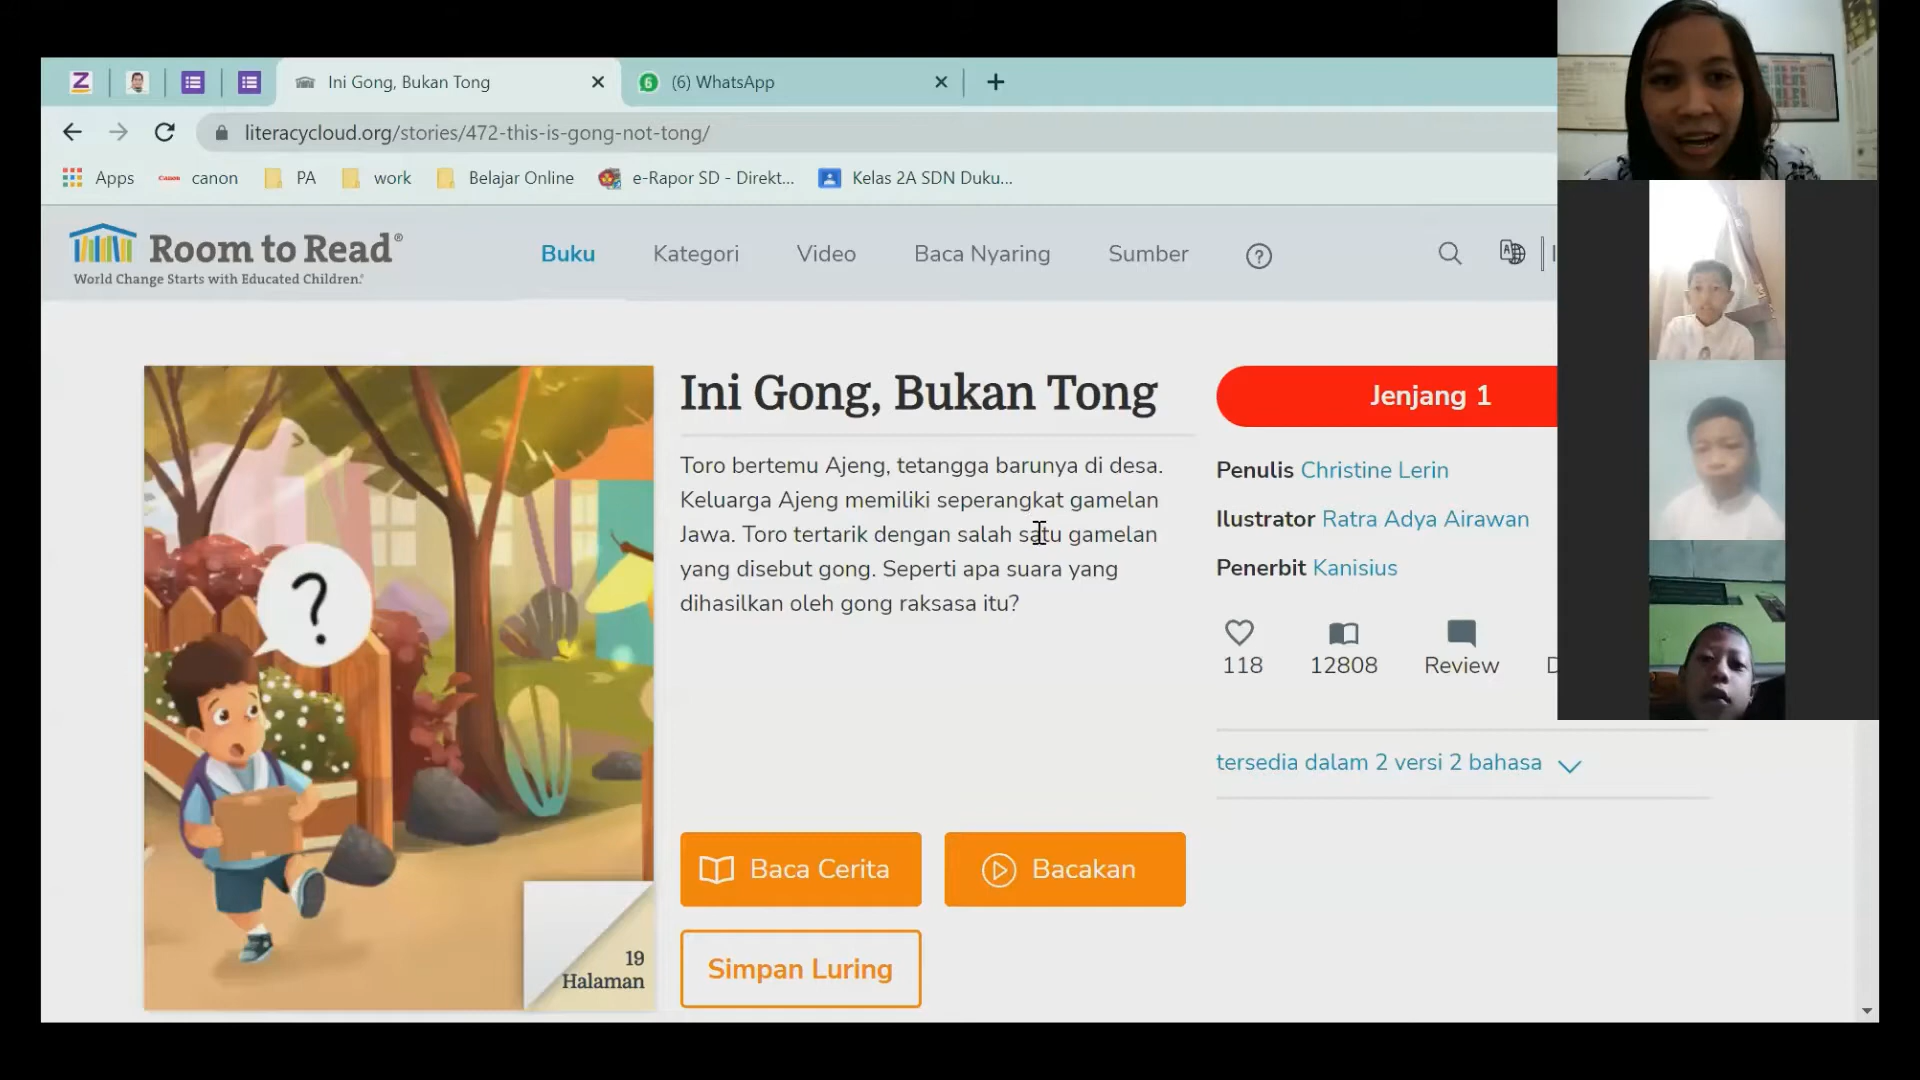 Ini Gong, Bukan Tong
(6) WhatsApp
literacycloud.org/stories/472-this-is-gong-not-tong/
Apps
canon
PA
work
Belajar Online
e-Rapor SD - Direkt...
Kelas 2A SDN Duku...
Room to Read®
World Change Starts with Educated Children.®
Buku
Kategori
Video
Baca Nyaring
Sumber
?
Ini Gong, Bukan Tong
Toro bertemu Ajeng, tetangga barunya di desa.
Keluarga Ajeng memiliki seperangkat gamelan
Jawa. Toro tertarik dengan salah satu gamelan
yang disebut gong. Seperti apa suara yang
dihasilkan oleh gong raksasa itu?
Jenjang 1
Penulis Christine Lerin
Ilustrator Ratra Adya Airawan
Penerbit Kanisius
118
12808
Review
tersedia dalam 2 versi 2 bahasa
?
19
Halaman
Baca Cerita
Bacakan
Simpan Luring